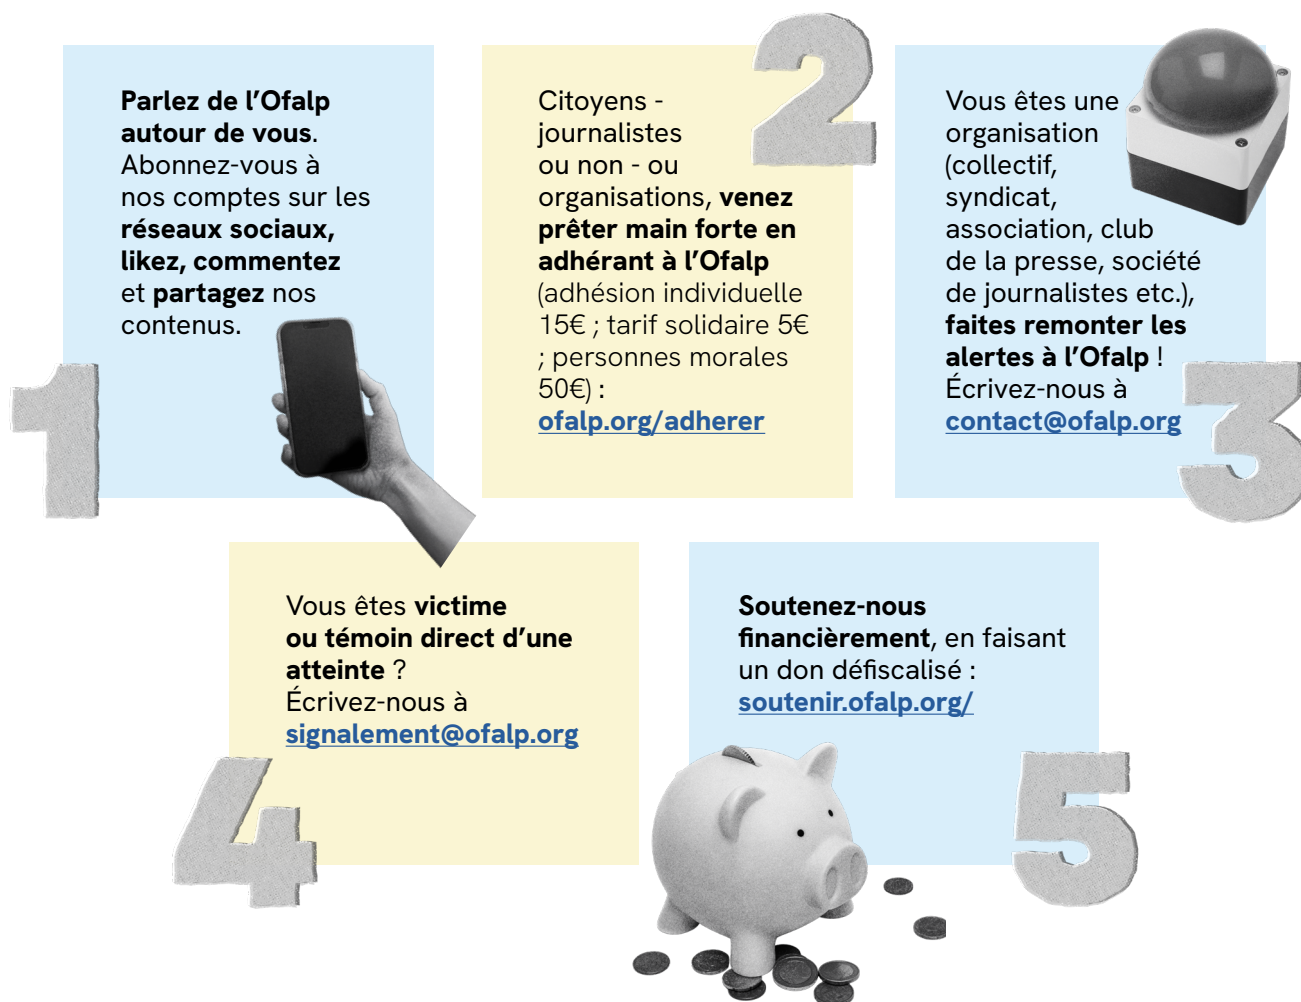 1
Parlez de l’Ofalp
autour de vous.
Abonnez-vous à
nos comptes sur les
réseaux sociaux,
likez, commentez
et partagez nos
contenus.
2
Citoyens -
journalistes
ou non - ou
organisations, venez
prêter main forte en
adhérant à l’Ofalp
(adhésion individuelle
15€ ; tarif solidaire 5€
; personnes morales
50€) :
ofalp.org/adherer
3
Vous êtes une
organisation
(collectif,
syndicat,
association, club
de la presse, société
de journalistes etc.),
faites remonter les
alertes à l’Ofalp !
Écrivez-nous à
contact@ofalp.org
4
Vous êtes victime
ou témoin direct d’une
atteinte ?
Écrivez-nous à
signalement@ofalp.org
5
Soutenez-nous
financièrement, en faisant
un don défiscalisé :
soutenir.ofalp.org/